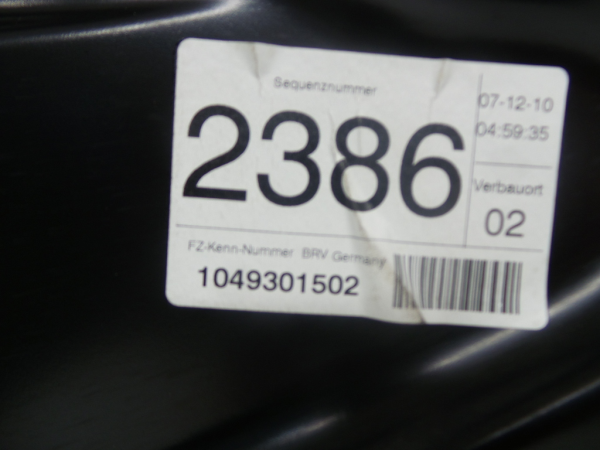 Sequenznummer
2386
07-12-10
04:59:35
Verbauort
02
FZ-Kenn-Nummer BRV Germany
1049301502